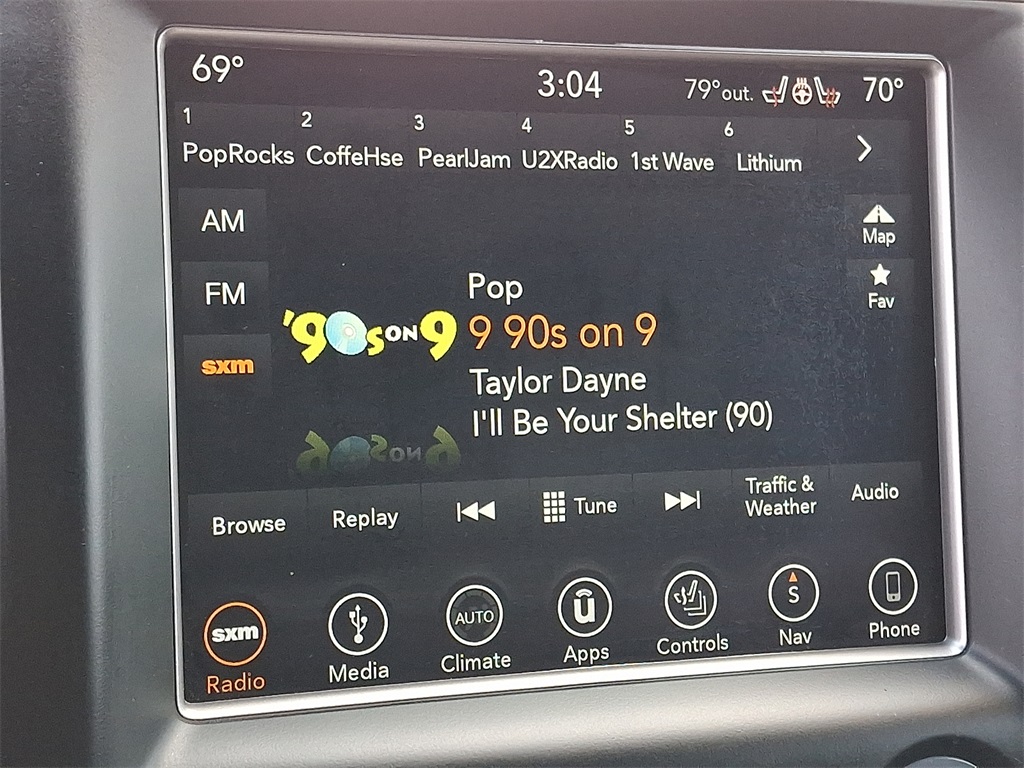 69° 3:04 79°out. 70°
1 2 3 4 5 6
PopRocks CoffeHse PearlJam U2XRadio 1st Wave Lithium
AM
Map
FM
Fav
sxm
'90s ON 9
Pop
9 90s on 9
Taylor Dayne
I'll Be Your Shelter (90)
Browse Replay Tune Traffic &
Weather Audio
sxm AUTO u S
Radio Media Climate Apps Controls Nav Phone